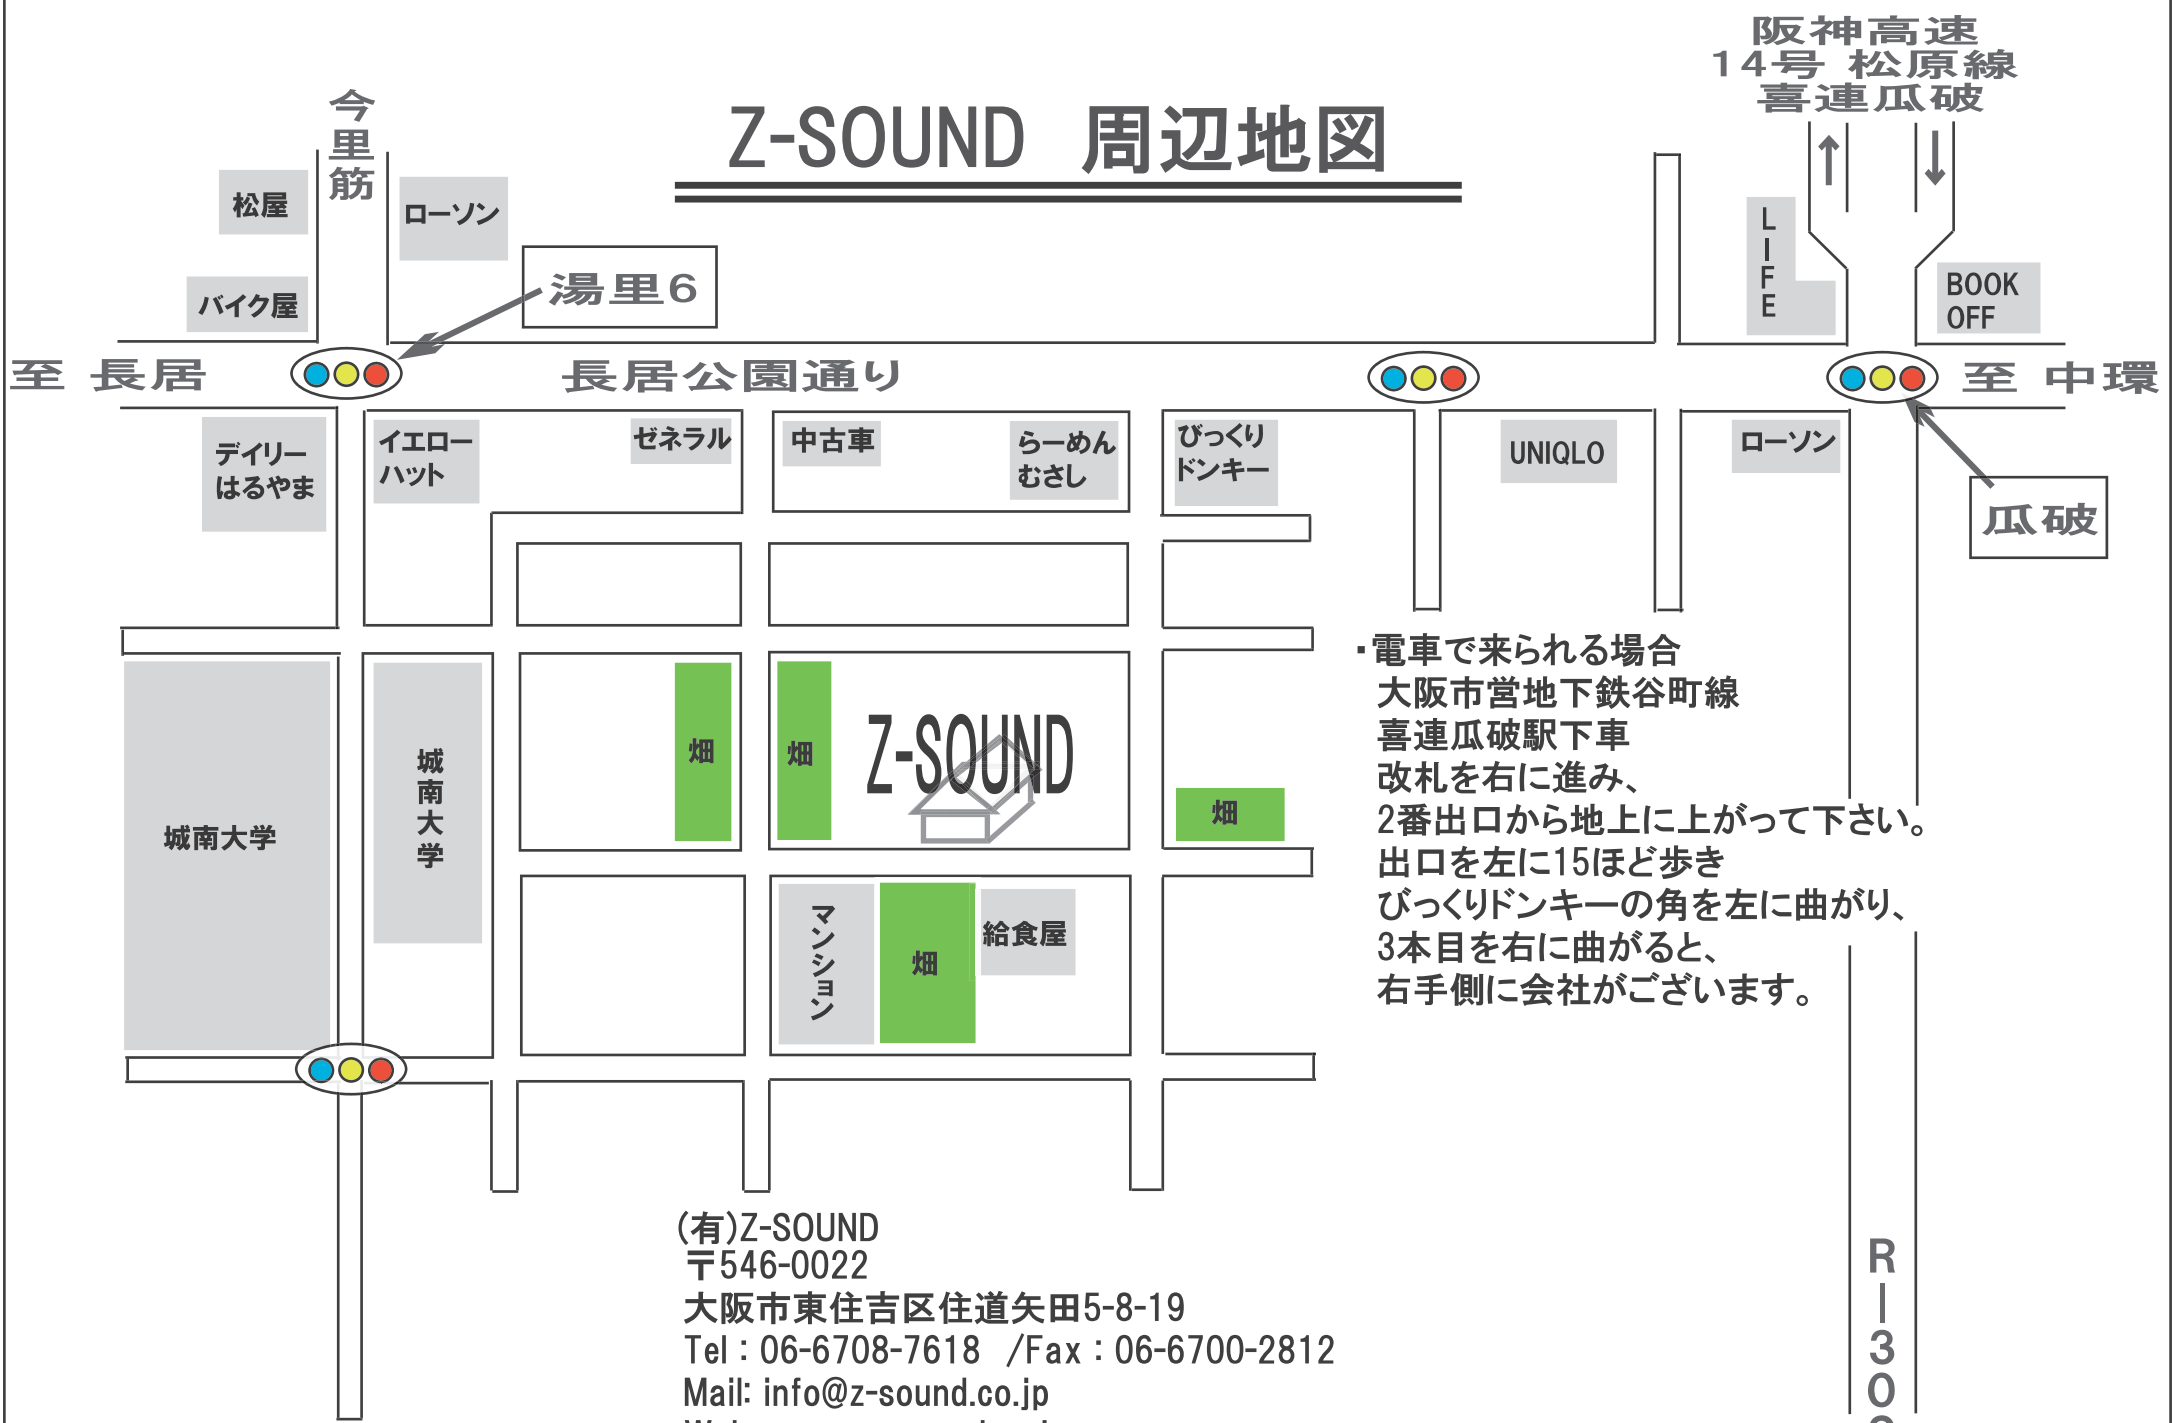 阪神高速
14号 松原線
喜連瓜破
Z-SOUND 周辺地図
今里筋
松屋
ローソン
バイク屋
湯里6
LIFE
BOOK
OFF
至 長居
長居公園通り
至 中環
デイリー
はるやま
イエロー
ハット
ゼネラル
中古車
らーめん
むさし
びっくり
ドンキー
UNIQLO
ローソン
瓜破
城南大学
城南大学
畑
畑
Z-SOUND
畑
マンション
畑
給食屋
・電車で来られる場合
大阪市営地下鉄谷町線
喜連瓜破駅下車
改札を右に進み、
2番出口から地上に上がって下さい。
出口を左に15ほど歩き
びっくりドンキーの角を左に曲がり、
3本目を右に曲がると、
右手側に会社がございます。
(有)Z-SOUND
〒546-0022
大阪市東住吉区住道矢田5-8-19
Tel : 06-6708-7618 /Fax : 06-6700-2812
Mail: info@z-sound.co.jp
R-30